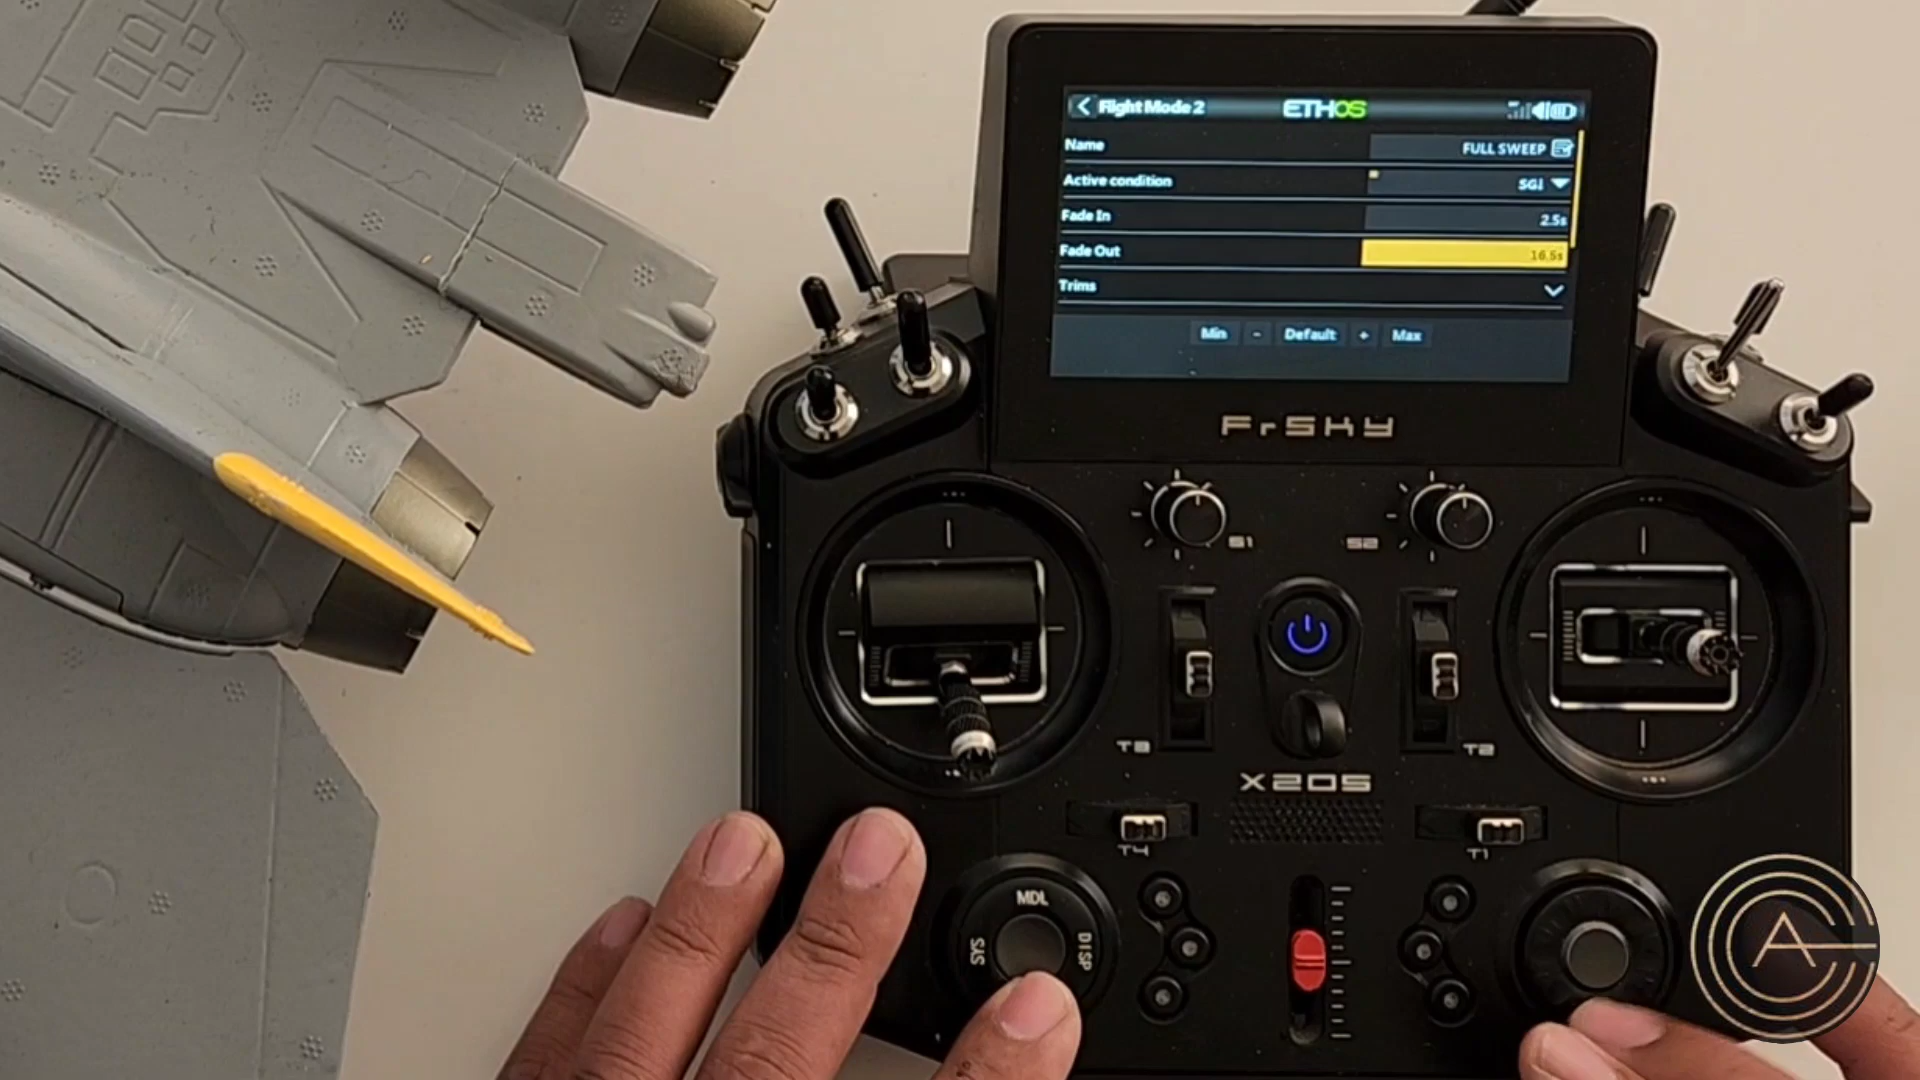 Flight Mode 2 ETHOS
Name FULL SWEEP
Active condition SG↓
Fade In 2.5s
Fade Out 16.5s
Trims
Min - Default + Max
FrSKY
S1 S2
T3 T2
X20S
T4 T1
MDL
SYS DISP
AC